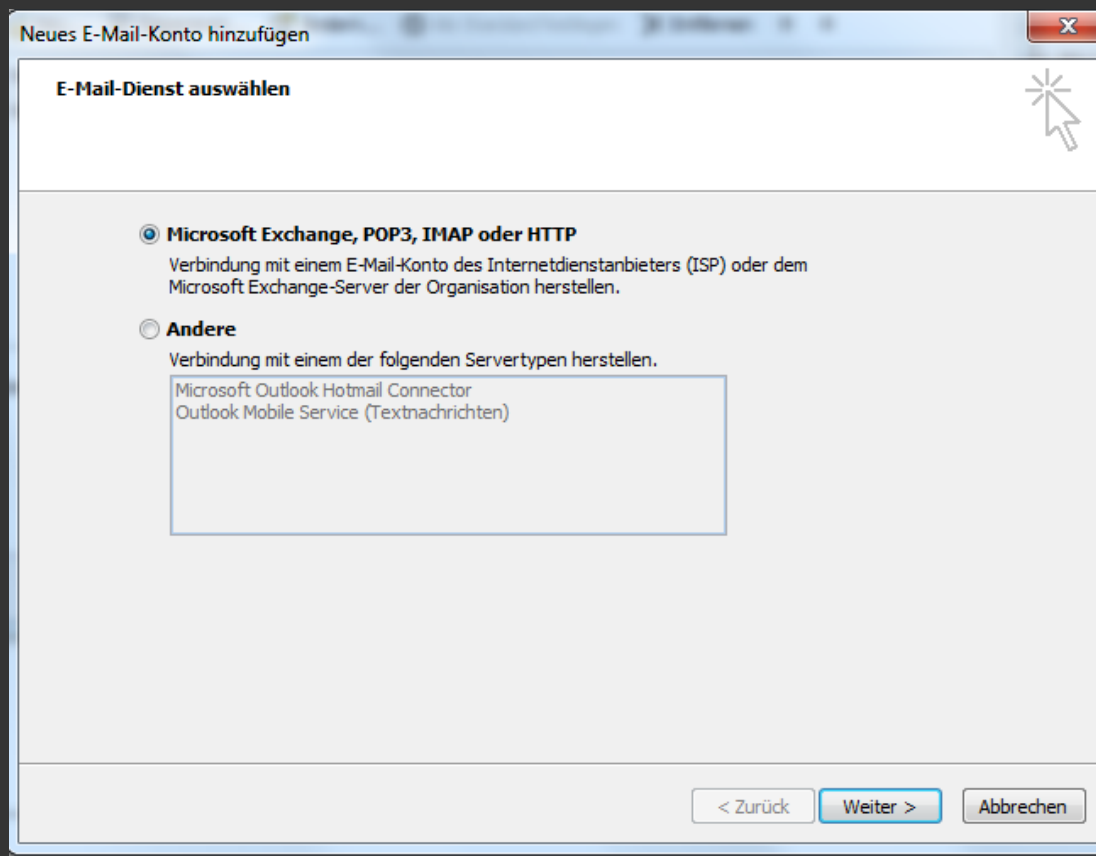 Neues E-Mail-Konto hinzufügen
E-Mail-Dienst auswählen
Microsoft Exchange, POP3, IMAP oder HTTP
Verbindung mit einem E-Mail-Konto des Internetdienstanbieters (ISP) oder dem
Microsoft Exchange-Server der Organisation herstellen.
Andere
Verbindung mit einem der folgenden Servertypen herstellen.
Microsoft Outlook Hotmail Connector
Outlook Mobile Service (Textnachrichten)
< Zurück Weiter > Abbrechen